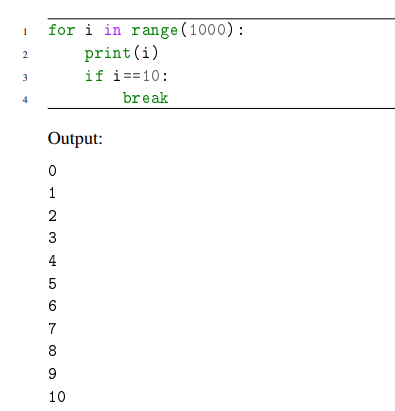 1 for i in range(1000):
2     print(i)
3     if i==10:
4         break
Output:
0
1
2
3
4
5
6
7
8
9
10